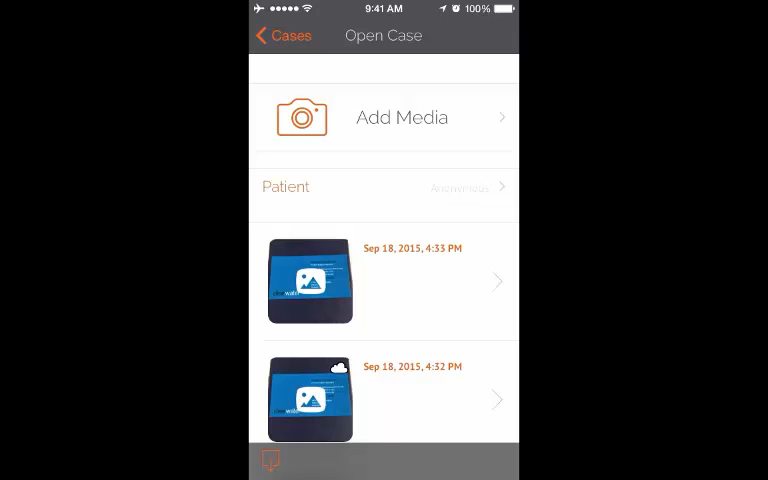 9:41 AM 100%
Cases Open Case
Add Media
Patient Anonymous
Sep 18, 2015, 4:33 PM
Sep 18, 2015, 4:32 PM